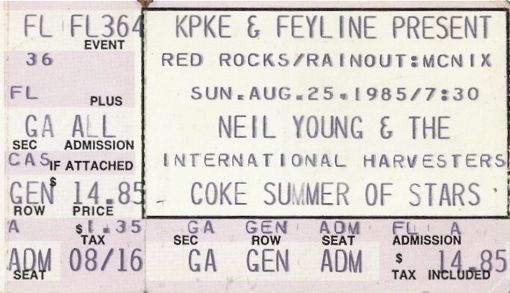 FL FL364
EVENT
36
FL
PLUS
GA ALL
SEC ADMISSION
CAS IF ATTACHED
$
GEN 14.85
ROW PRICE
A $1.35
TAX
ADM 08/16
SEAT
KPKE & FEYLINE PRESENT
RED ROCKS/RAINOUT:MCNIX
SUN.AUG.25.1985/7:30
NEIL YOUNG & THE
INTERNATIONAL HARVESTERS
COKE SUMMER OF STARS
GA GEN ADM FL A
SEC ROW SEAT ADMISSION
GA GEN ADM $ 14.85
TAX INCLUDED